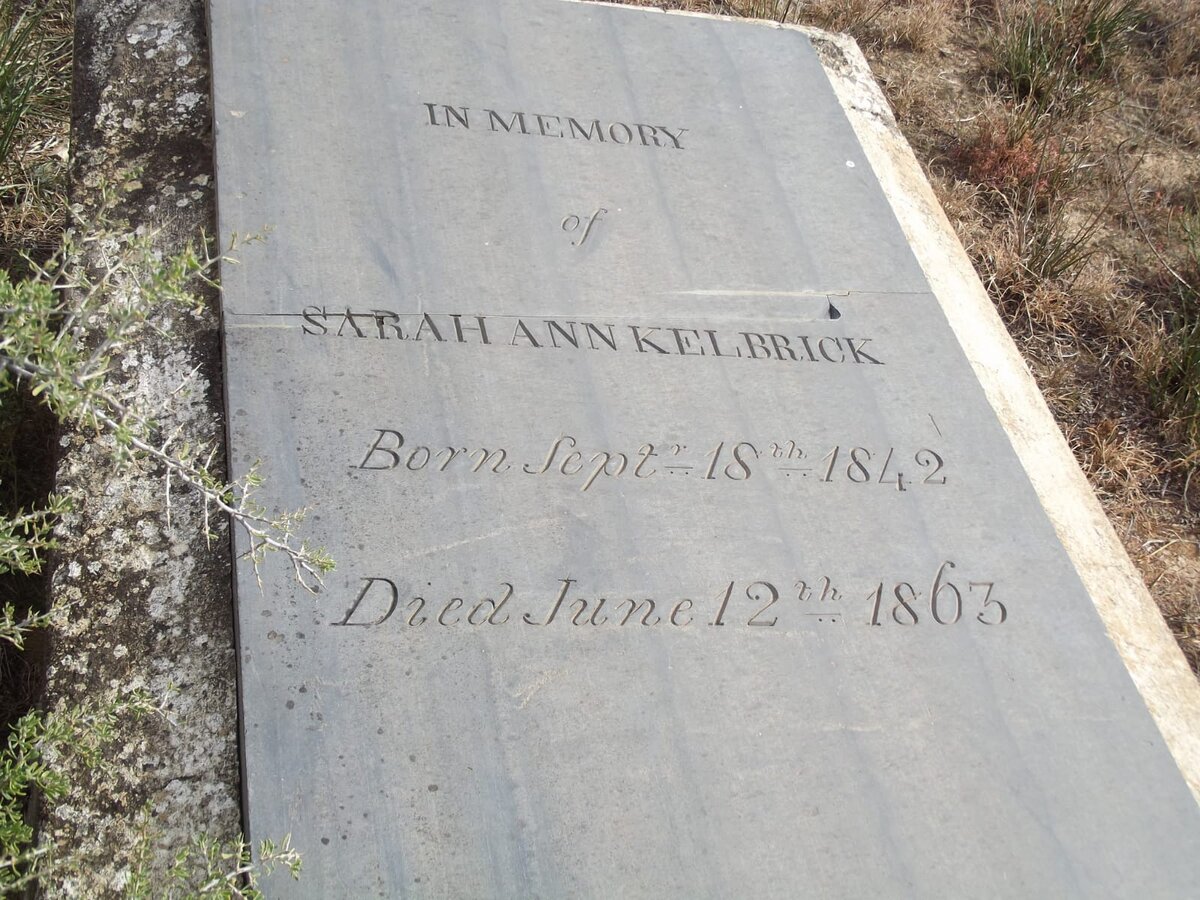 IN MEMORY
of
SARAH ANN KELBRICK
Born Septr 18th 1842
Died June 12th 1863